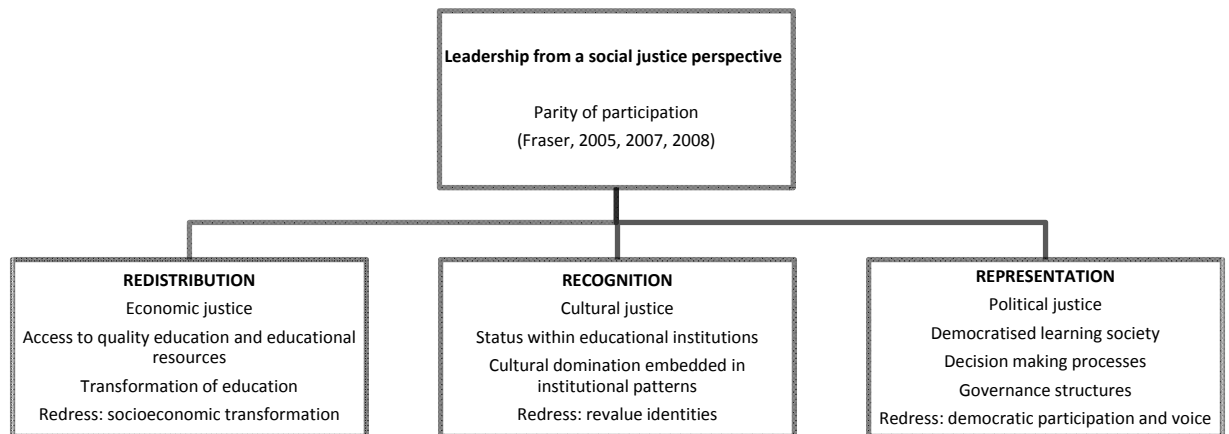 Leadership from a social justice perspective
Parity of participation
(Fraser, 2005, 2007, 2008)
REDISTRIBUTION
Economic justice
Access to quality education and educational
resources
Transformation of education
Redress: socioeconomic transformation
RECOGNITION
Cultural justice
Status within educational institutions
Cultural domination embedded in
institutional patterns
Redress: revalue identities
REPRESENTATION
Political justice
Democratised learning society
Decision making processes
Governance structures
Redress: democratic participation and voice